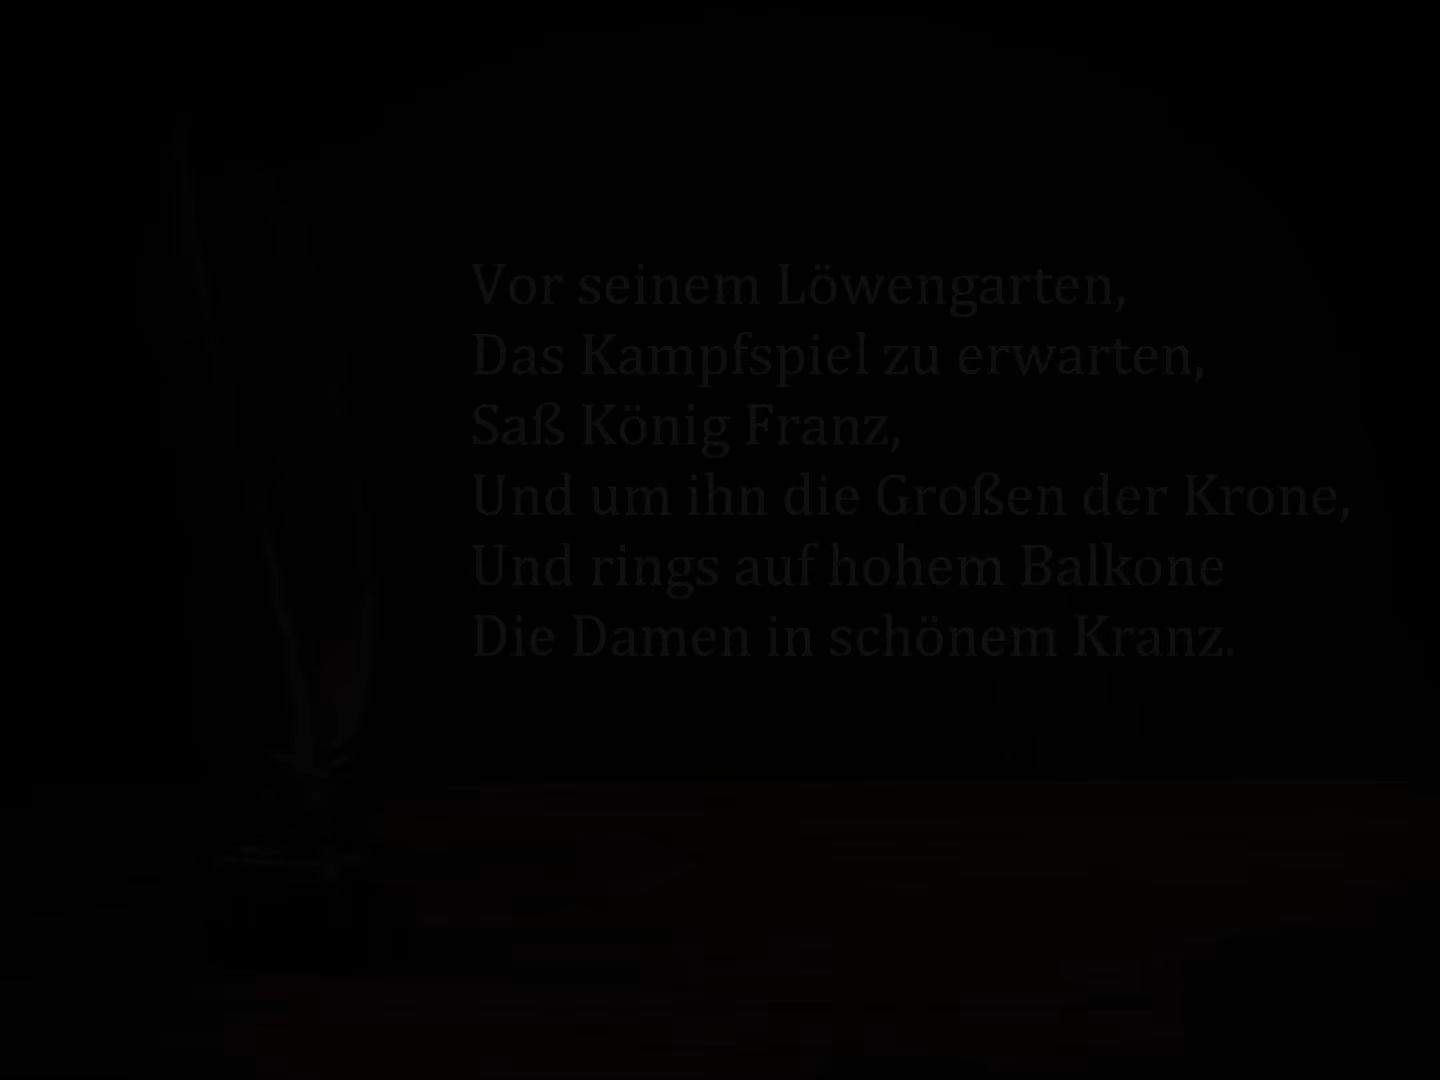 Vor seinem Löwengarten,
Das Kampfspiel zu erwarten,
Saß König Franz,
Und um ihn die Großen der Krone,
Und rings auf hohem Balkone
Die Damen in schönem Kranz.